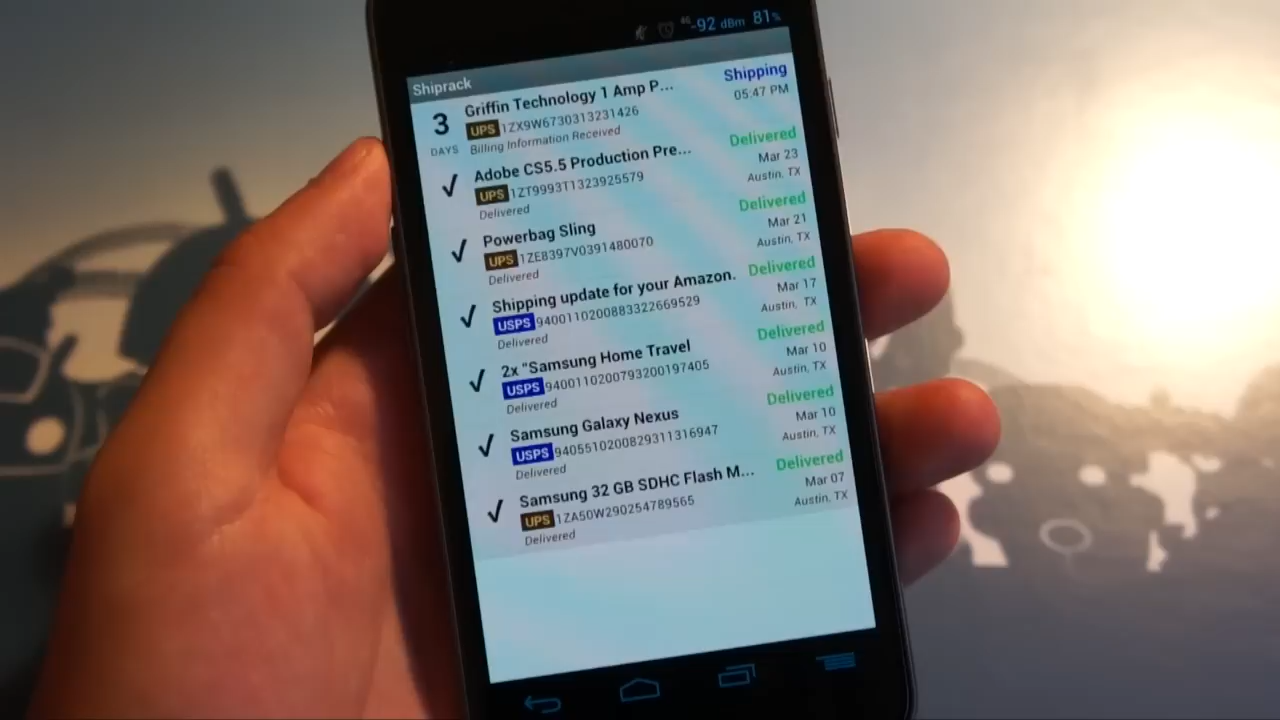 4G -92 dBm 81%
Shiprack
3 DAYS
Griffin Technology 1 Amp P... Shipping
UPS 1ZX9W6730313231426 05:47 PM
Billing Information Received
Adobe CS5.5 Production Pre... Delivered
UPS 1ZT9993T1323925579 Mar 23
Delivered Austin, TX
Powerbag Sling Delivered
UPS 1ZE8397V0391480070 Mar 21
Delivered Austin, TX
Shipping update for your Amazon. Delivered
USPS 9400110200883322669529 Mar 17
Delivered Austin, TX
2x "Samsung Home Travel Delivered
USPS 9400110200793200197405 Mar 10
Delivered Austin, TX
Samsung Galaxy Nexus Delivered
USPS 9405510200829311316947 Mar 10
Delivered Austin, TX
Samsung 32 GB SDHC Flash M... Delivered
UPS 1ZA50W290254789565 Mar 07
Delivered Austin, TX